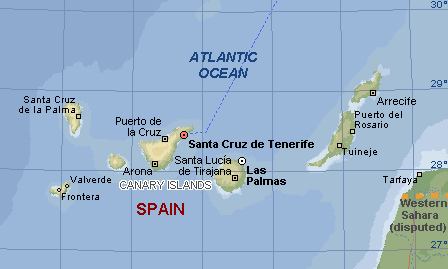 30°
ATLANTIC
OCEAN
29°
Santa Cruz
de la Palma
Arrecife
Puerto de
la Cruz
Puerto del
Rosario
Santa Cruz de Tenerife
Tuineje
Santa Lucía
de Tirajana
Las
Palmas
Arona
28°
Tarfaya
Valverde
CANARY ISLANDS
Frontera
SPAIN
Western
Sahara
(disputed)
27°